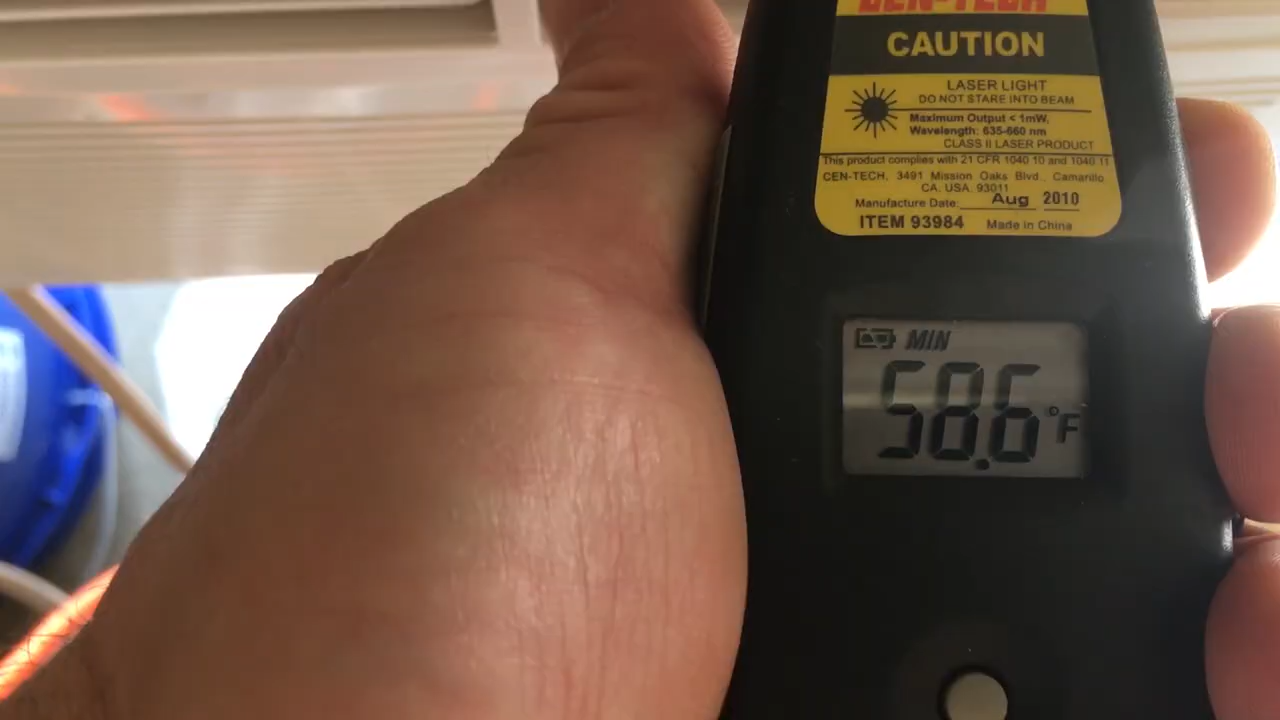 CEN-TECH
CAUTION
LASER LIGHT
DO NOT STARE INTO BEAM
Maximum Output < 1mW,
Wavelength: 635-660 nm
CLASS II LASER PRODUCT
This product complies with 21 CFR 1040 10 and 1040 11
CEN-TECH, 3491 Mission Oaks Blvd., Camarillo,
CA. USA. 93011
Manufacture Date: Aug 2010
ITEM 93984 Made in China
MIN
58.6 °F